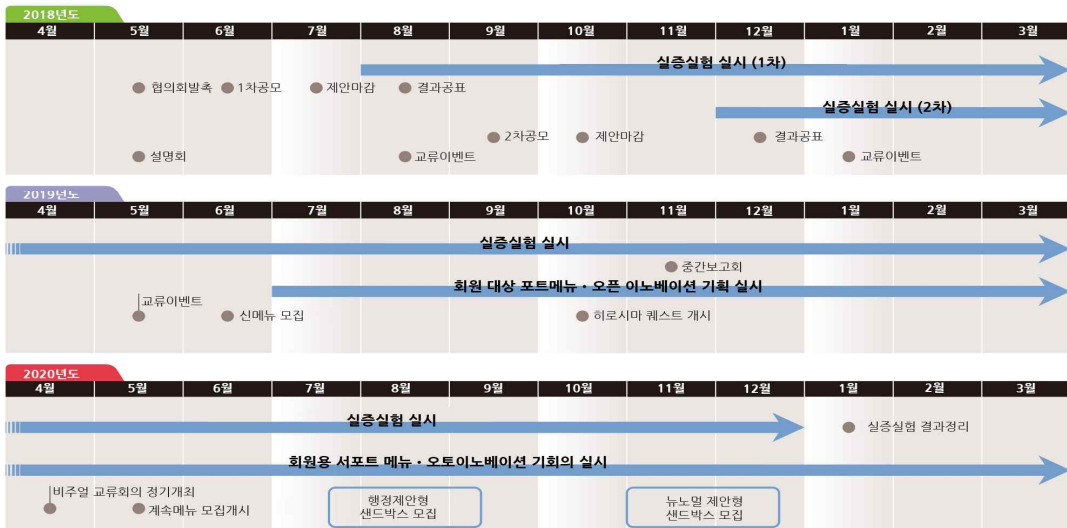 2018년도
4월 5월 6월 7월 8월 9월 10월 11월 12월 1월 2월 3월
실증실험 실시 (1차)
협의회발촉 1차공모 제안마감 결과공표
실증실험 실시 (2차)
2차공모 제안마감 결과공표
설명회 교류이벤트 교류이벤트
2019년도
4월 5월 6월 7월 8월 9월 10월 11월 12월 1월 2월 3월
실증실험 실시
중간보고회
회원 대상 포트메뉴・오픈 이노베이션 기획 실시
교류이벤트
신메뉴 모집 히로시마 퀘스트 개시
2020년도
4월 5월 6월 7월 8월 9월 10월 11월 12월 1월 2월 3월
실증실험 실시 실증실험 결과정리
회원용 서포트 메뉴・오토이노베이션 기회의 실시
비주얼 교류회의 정기개최
계속메뉴 모집개시
행정제안형
샌드박스 모집
뉴노멀 제안형
샌드박스 모집